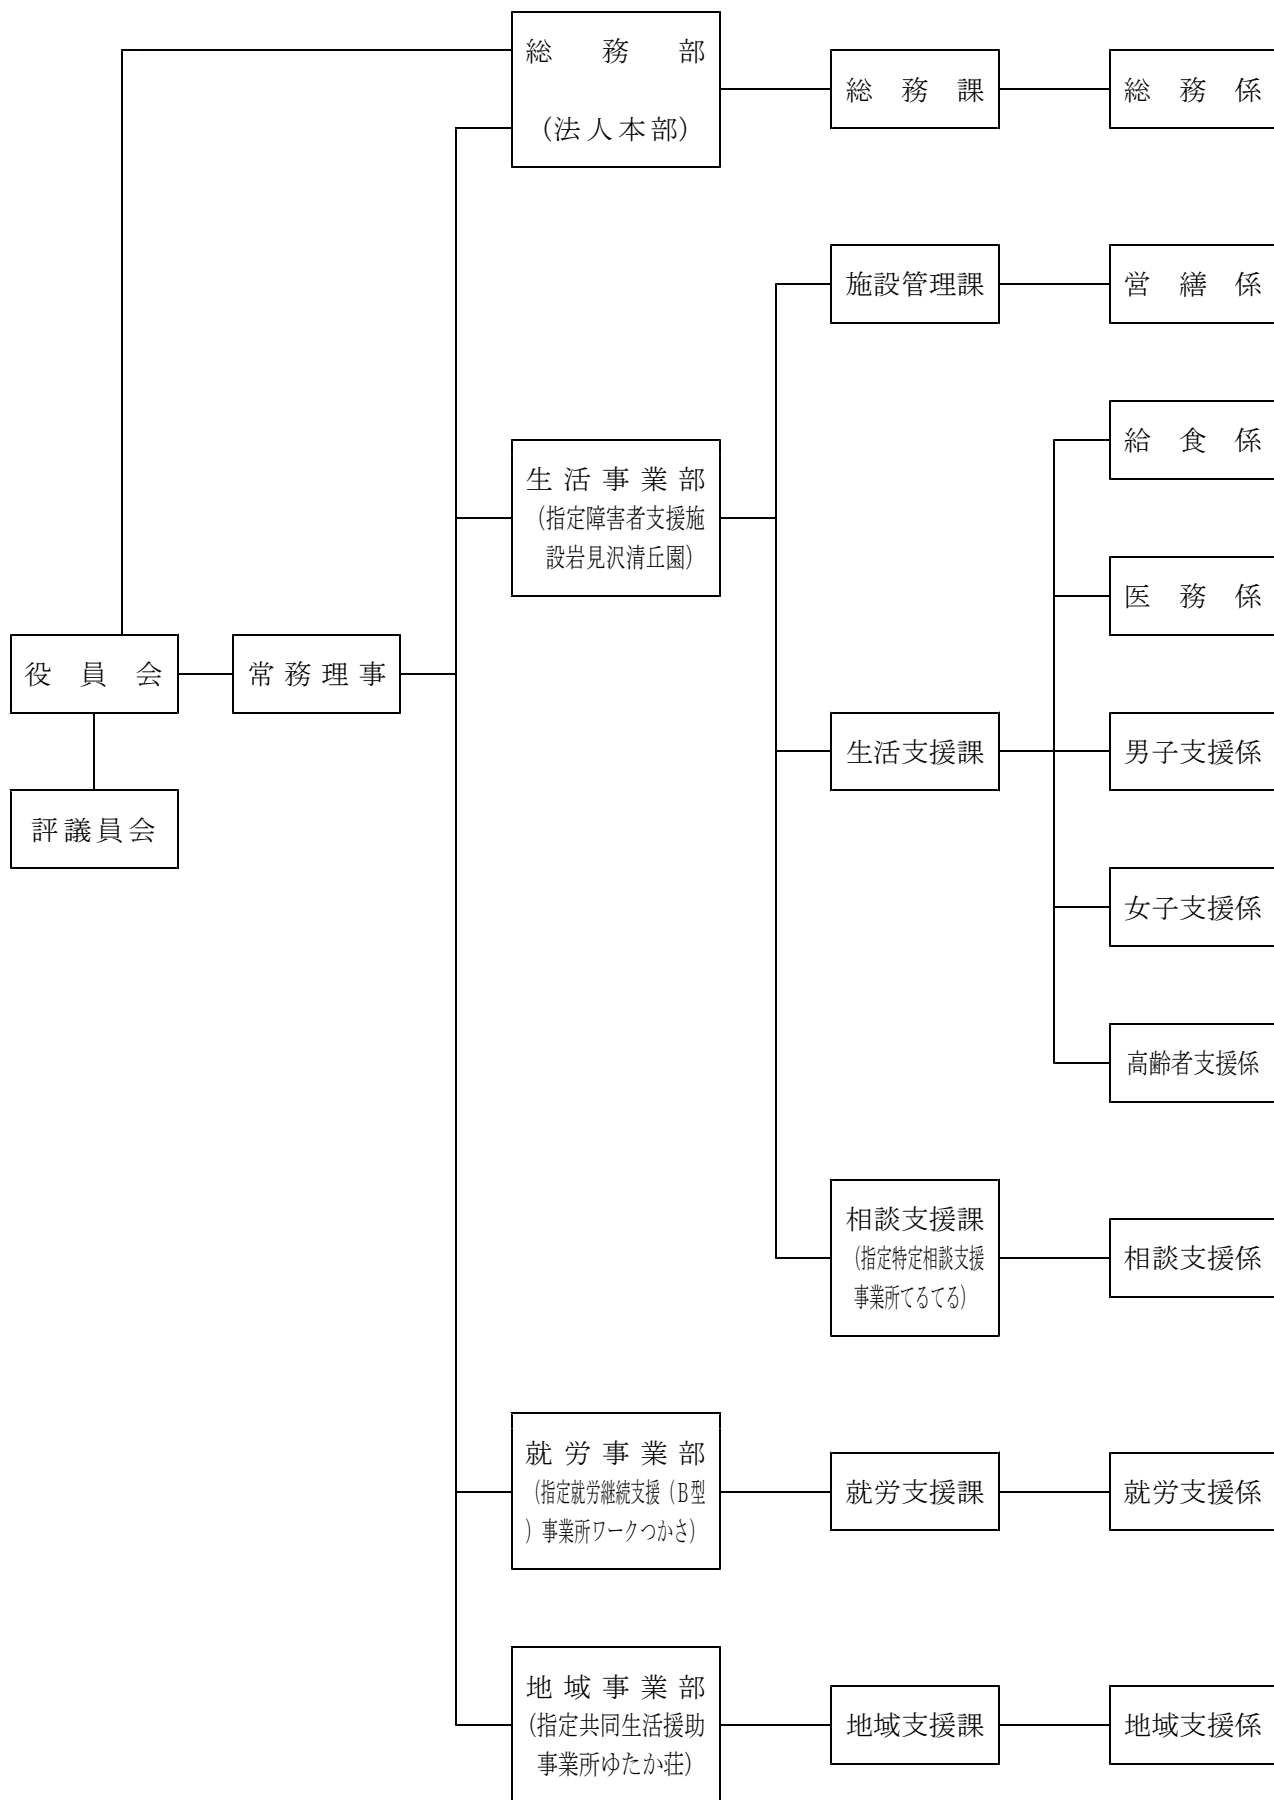 総務部
(法人本部)
総務課
総務係
施設管理課
営繕係
給食係
生活事業部
(指定障害者支援施
設岩見沢清丘園)
医務係
役員会
常務理事
生活支援課
男子支援係
評議員会
女子支援係
高齢者支援係
相談支援課
(指定特定相談支援
事業所てるてる)
相談支援係
就労事業部
(指定就労継続支援(B型
)事業所ワークつかさ)
就労支援課
就労支援係
地域事業部
(指定共同生活援助
事業所ゆたか荘)
地域支援課
地域支援係